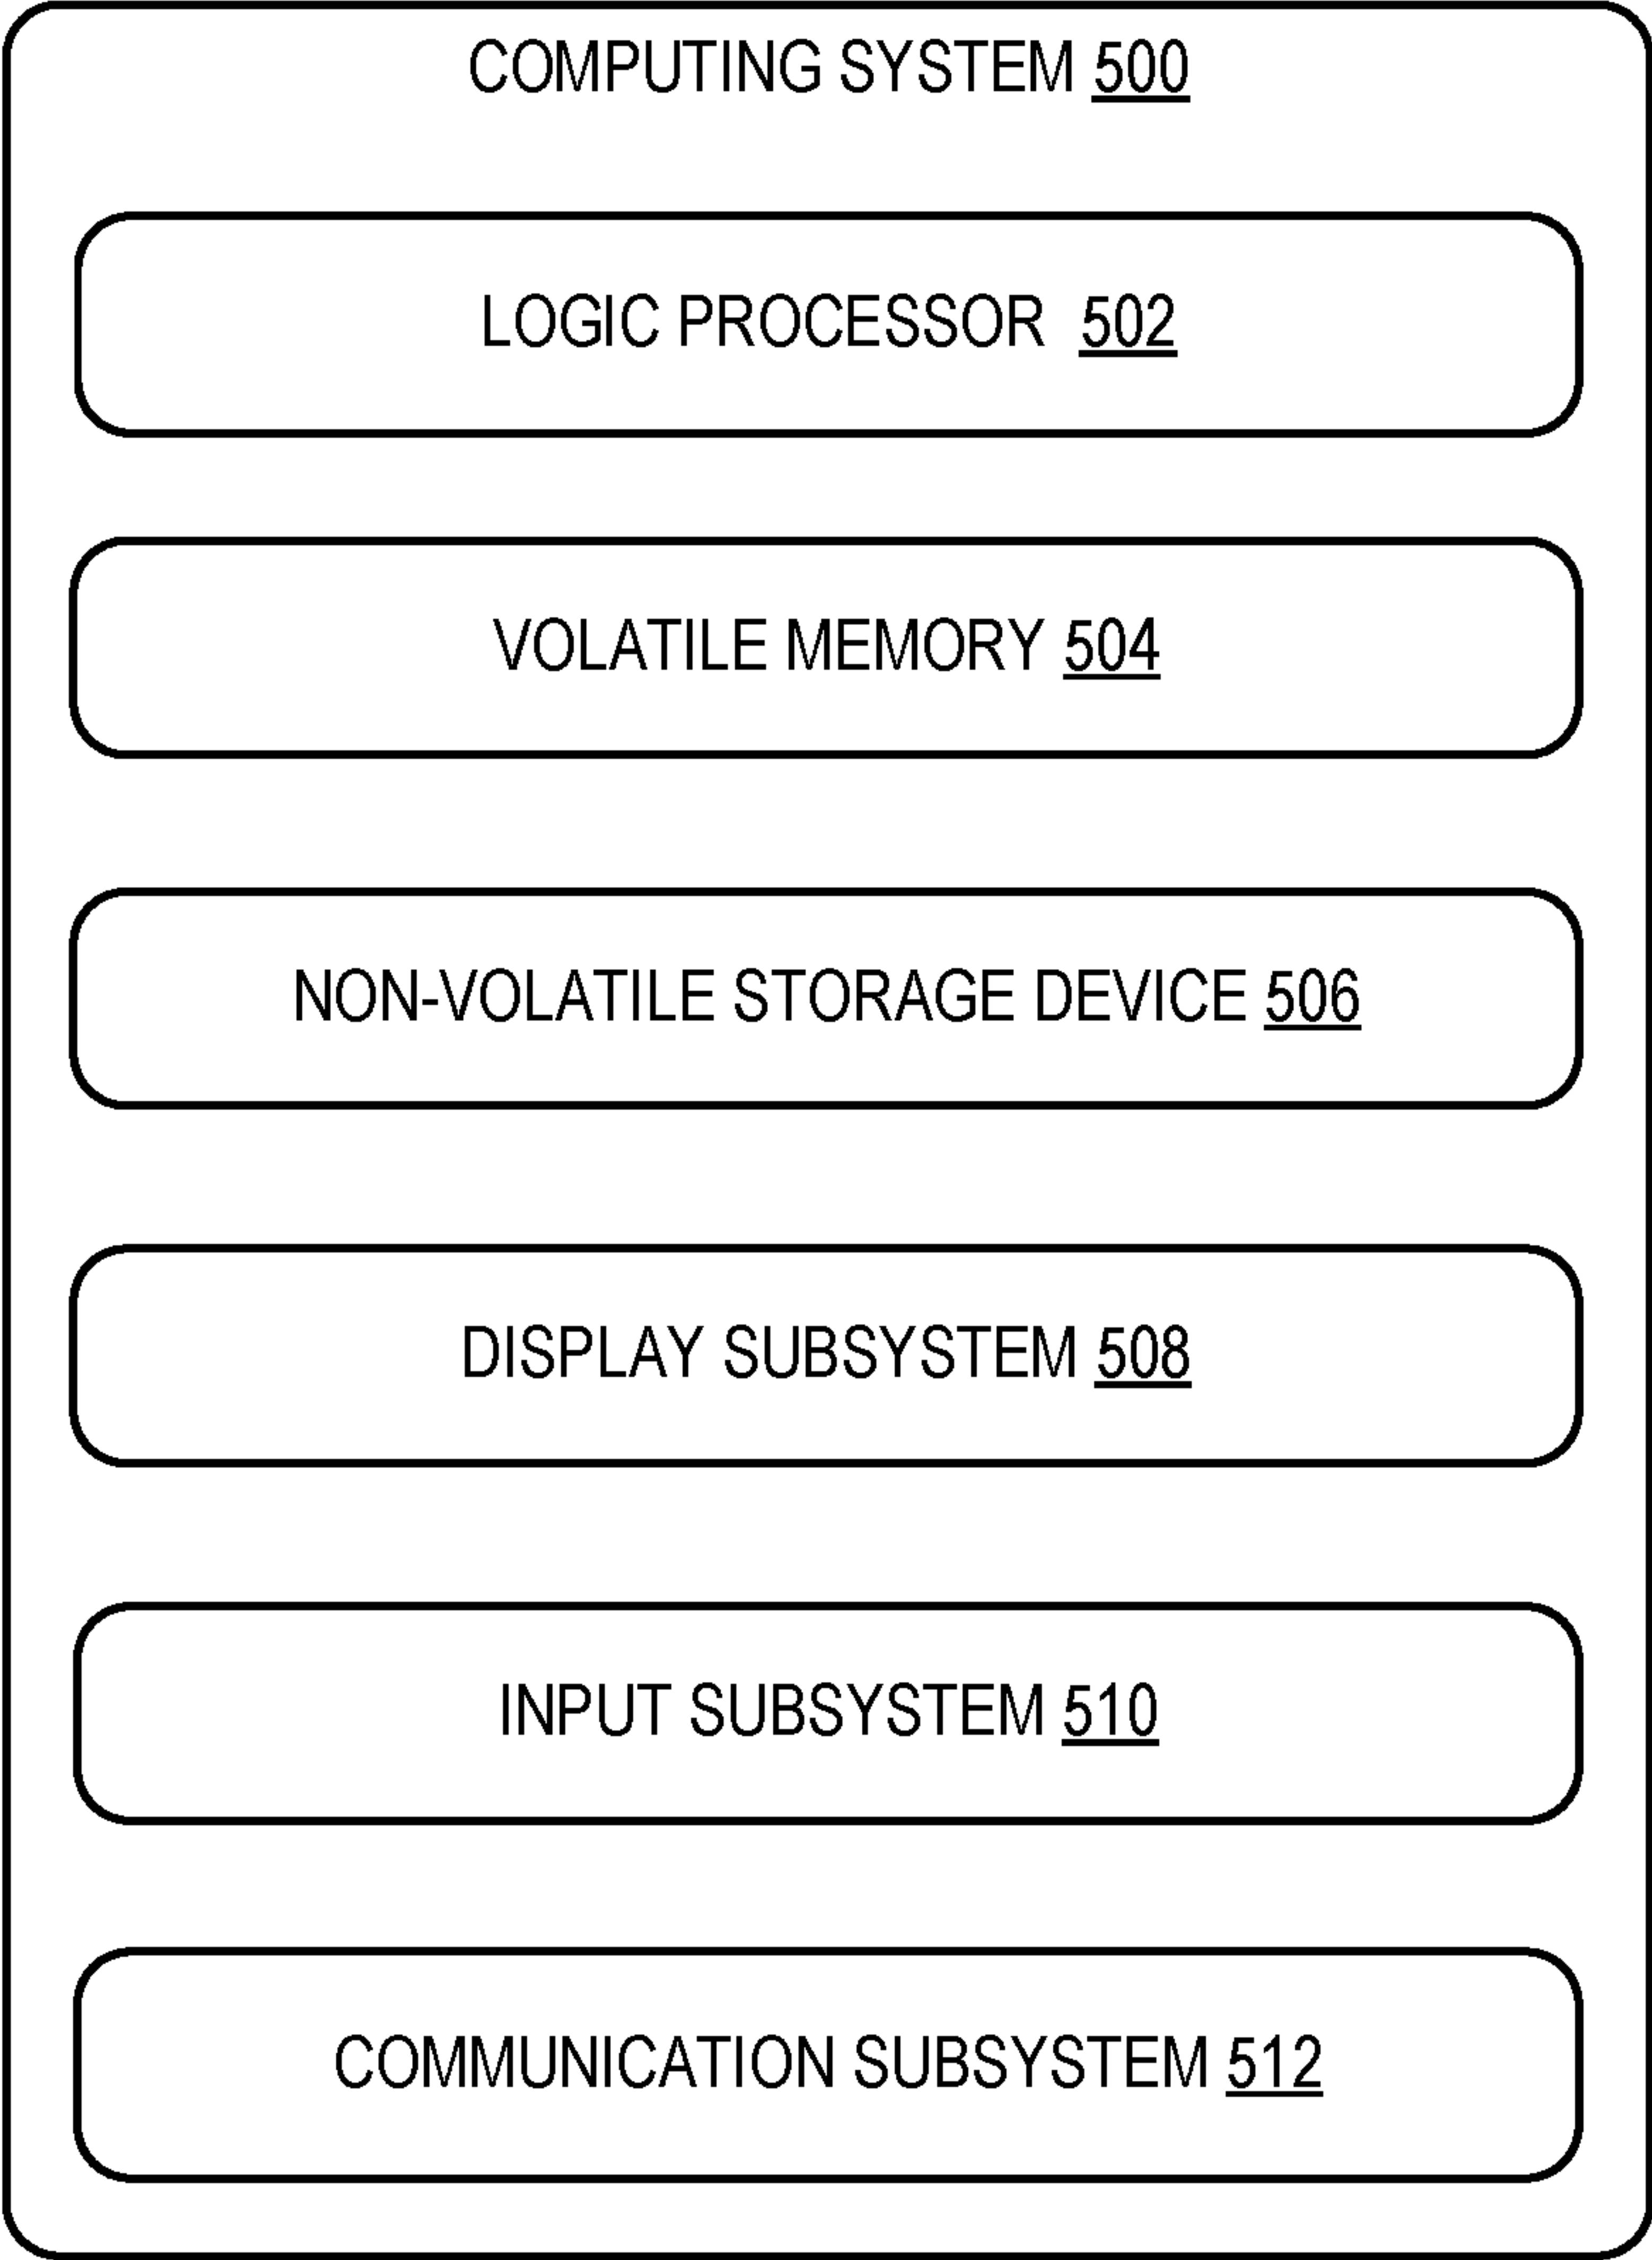 COMPUTING SYSTEM 500
LOGIC PROCESSOR 502
VOLATILE MEMORY 504
NON-VOLATILE STORAGE DEVICE 506
DISPLAY SUBSYSTEM 508
INPUT SUBSYSTEM 510
COMMUNICATION SUBSYSTEM 512